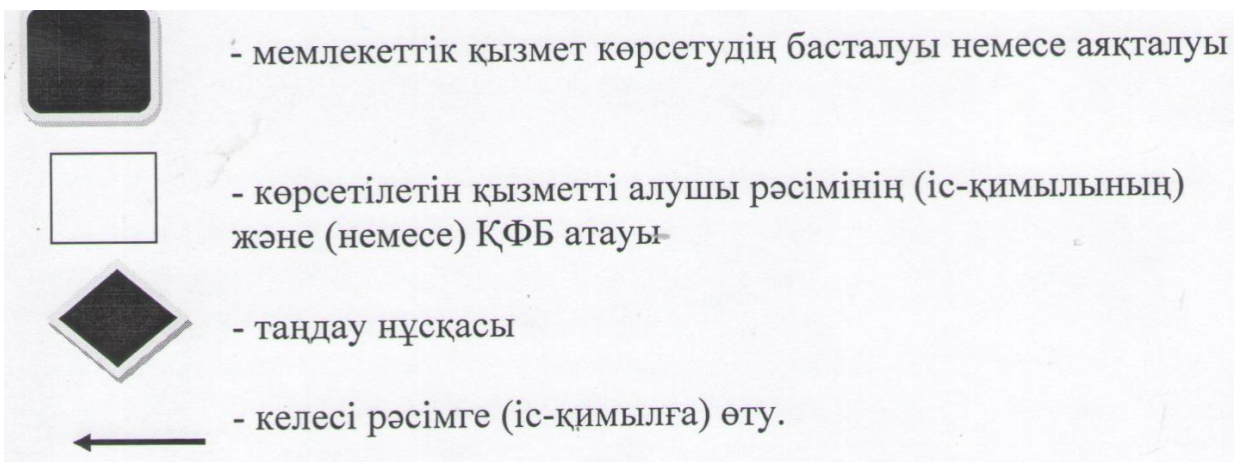 - мемлекеттік қызмет көрсетудің басталуы немесе аяқталуы
- көрсетілетін қызметті алушы рәсімінің (іс-қимылының)
және (немесе) ҚФБ атауы
- таңдау нұсқасы
- келесі рәсімге (іс-қимылға) өту.